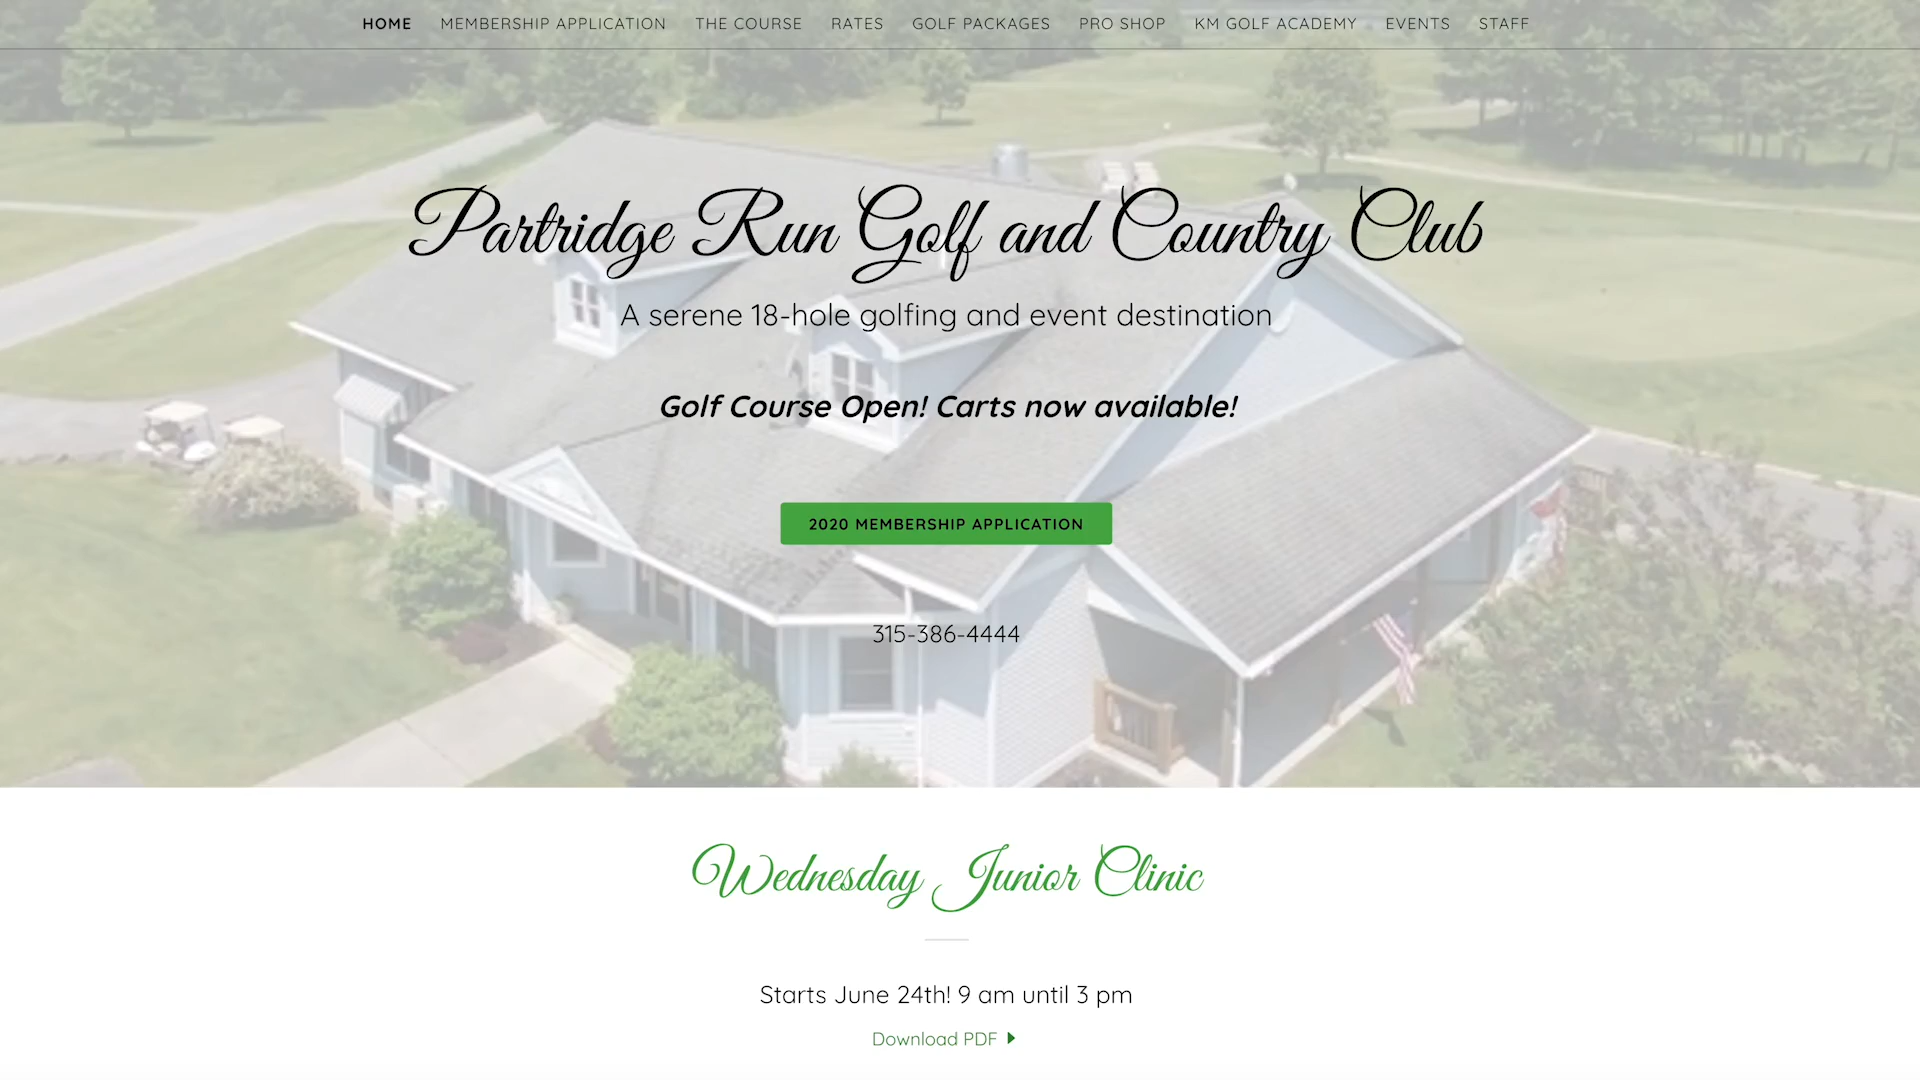 HOME MEMBERSHIP APPLICATION THE COURSE RATES GOLF PACKAGES PRO SHOP KM GOLF ACADEMY EVENTS STAFF
Partridge Run Golf and Country Club
A serene 18-hole golfing and event destination
Golf Course Open! Carts now available!
2020 MEMBERSHIP APPLICATION
315-386-4444
Wednesday Junior Clinic
Starts June 24th! 9 am until 3 pm
Download PDF